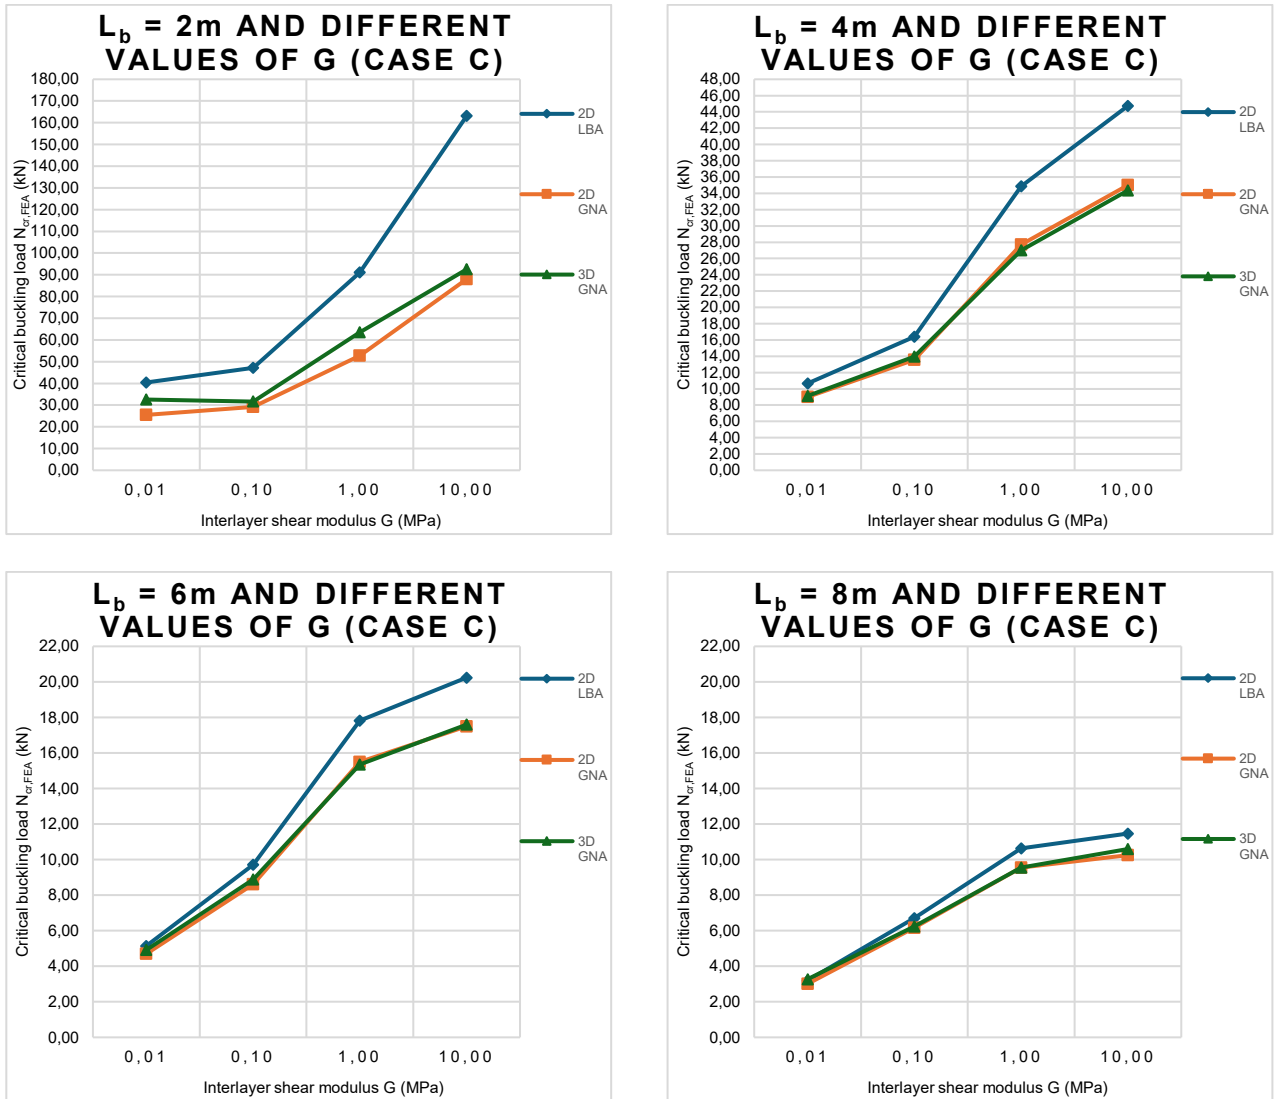 L_b = 2m AND DIFFERENT
VALUES OF G (CASE C)
180,00
170,00
160,00
150,00
140,00
130,00
120,00
110,00
100,00
90,00
80,00
70,00
60,00
50,00
40,00
30,00
20,00
10,00
0,00
Critical buckling load N_cr,FEA (kN)
0,01 0,10 1,00 10,00
Interlayer shear modulus G (MPa)
2D
LBA
2D
GNA
3D
GNA
L_b = 4m AND DIFFERENT
VALUES OF G (CASE C)
48,00
46,00
44,00
42,00
40,00
38,00
36,00
34,00
32,00
30,00
28,00
26,00
24,00
22,00
20,00
18,00
16,00
14,00
12,00
10,00
8,00
6,00
4,00
2,00
0,00
Critical buckling load N_cr,FEA (kN)
0,01 0,10 1,00 10,00
Interlayer shear modulus G (MPa)
2D
LBA
2D
GNA
3D
GNA
L_b = 6m AND DIFFERENT
VALUES OF G (CASE C)
22,00
20,00
18,00
16,00
14,00
12,00
10,00
8,00
6,00
4,00
2,00
0,00
Critical buckling load N_cr,FEA (kN)
0,01 0,10 1,00 10,00
Interlayer shear modulus G (MPa)
2D
LBA
2D
GNA
3D
GNA
L_b = 8m AND DIFFERENT
VALUES OF G (CASE C)
22,00
20,00
18,00
16,00
14,00
12,00
10,00
8,00
6,00
4,00
2,00
0,00
Critical buckling load N_cr,FEA (kN)
0,01 0,10 1,00 10,00
Interlayer shear modulus G (MPa)
2D
LBA
2D
GNA
3D
GNA